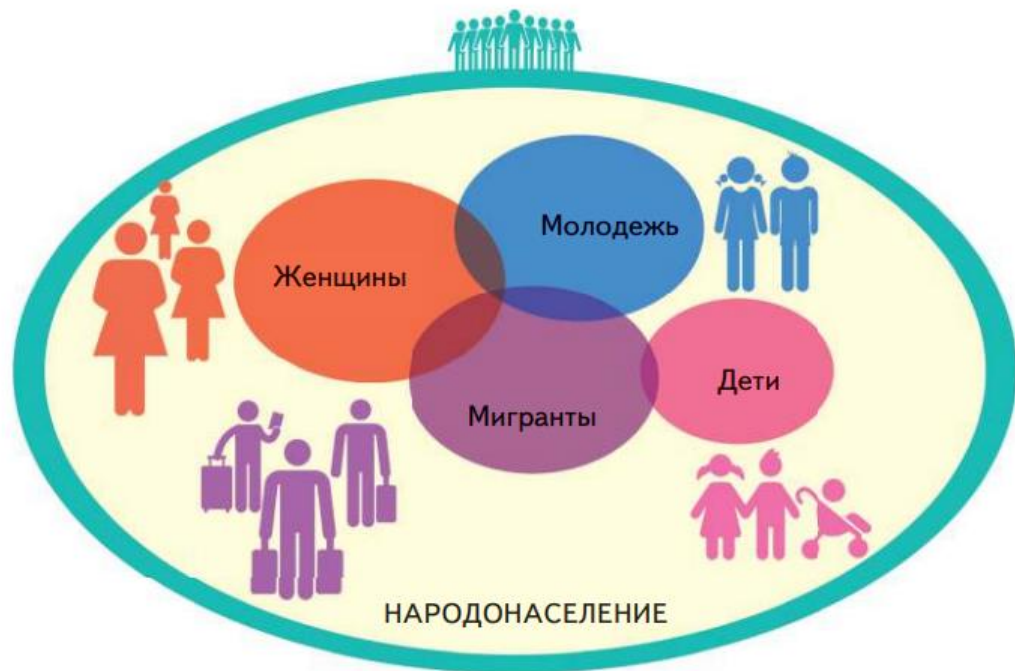 Молодежь
Женщины
Дети
Мигранты
НАРОДОНАСЕЛЕНИЕ